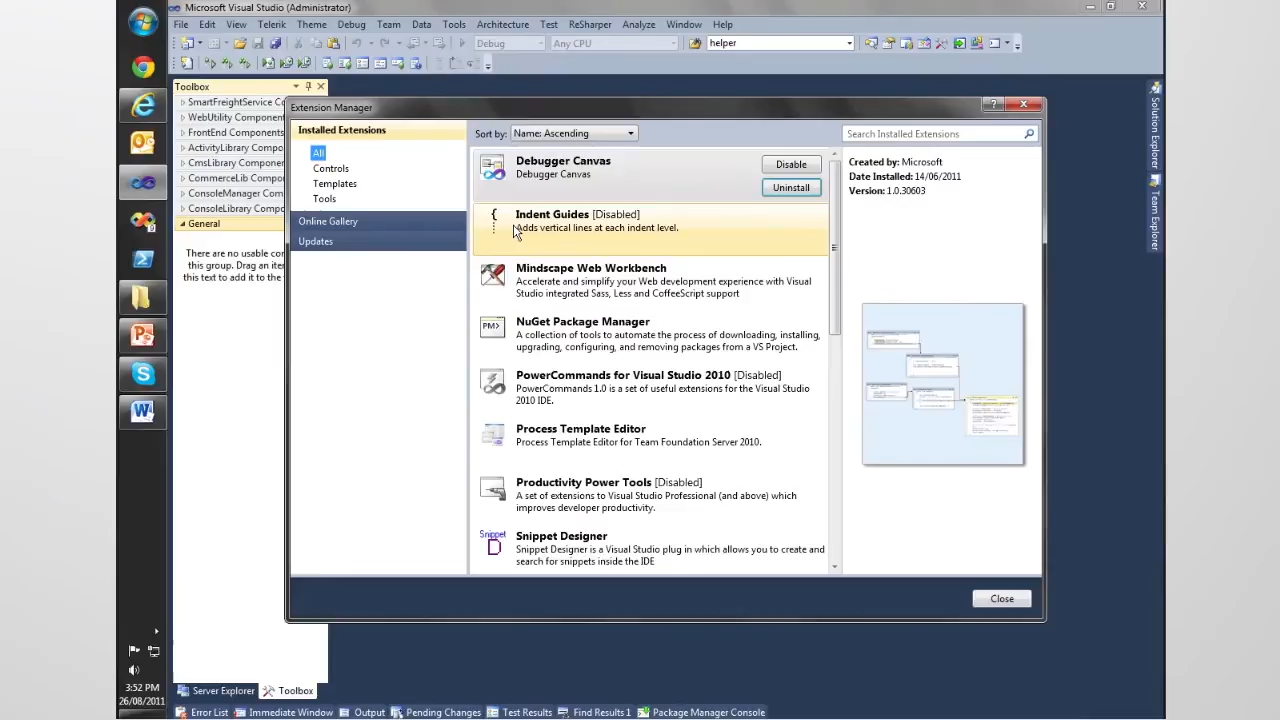 Microsoft Visual Studio (Administrator)
File Edit View Telerik Theme Debug Team Data Tools Architecture Test ReSharper Analyze Window Help
Debug Any CPU helper
Toolbox
SmartFreightService Co
WebUtility Component
FrontEnd Components
ActivityLibrary Compon
CmsLibrary Componen
CommerceLib Compon
ConsoleManager Comp
ConsoleLibrary Compo
General
There are no usable co
this group. Drag an iter
this text to add it to the
Extension Manager
Installed Extensions
All
Controls
Templates
Tools
Online Gallery
Updates
Sort by: Name: Ascending
Debugger Canvas
Debugger Canvas
Disable
Uninstall
Indent Guides [Disabled]
Adds vertical lines at each indent level.
Mindscape Web Workbench
Accelerate and simplify your Web development experience with Visual
Studio integrated Sass, Less and CoffeeScript support
PM>
NuGet Package Manager
A collection of tools to automate the process of downloading, installing,
upgrading, configuring, and removing packages from a VS Project.
PowerCommands for Visual Studio 2010 [Disabled]
PowerCommands 1.0 is a set of useful extensions for the Visual Studio
2010 IDE.
Process Template Editor
Process Template Editor for Team Foundation Server 2010.
Productivity Power Tools [Disabled]
A set of extensions to Visual Studio Professional (and above) which
improves developer productivity.
Snippet
Snippet Designer
Snippet Designer is a Visual Studio plug in which allows you to create and
search for snippets inside the IDE
Search Installed Extensions
Created by: Microsoft
Date Installed: 14/06/2011
Version: 1.0.30603
Close
Solution Explorer
Team Explorer
3:52 PM
26/08/2011
Server Explorer Toolbox
Error List Immediate Window Output Pending Changes Test Results Find Results 1 Package Manager Console